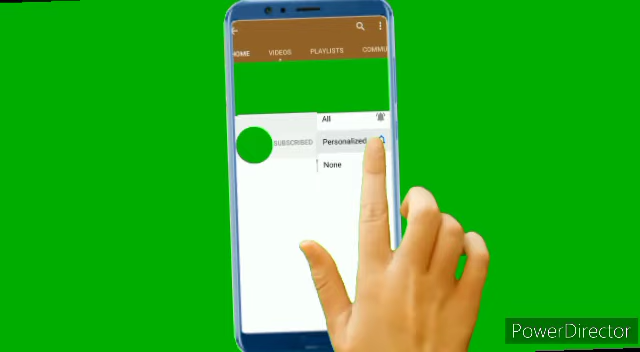 HOME VIDEOS PLAYLISTS COMMU
All
SUBSCRIBED Personalized
None
PowerDirector